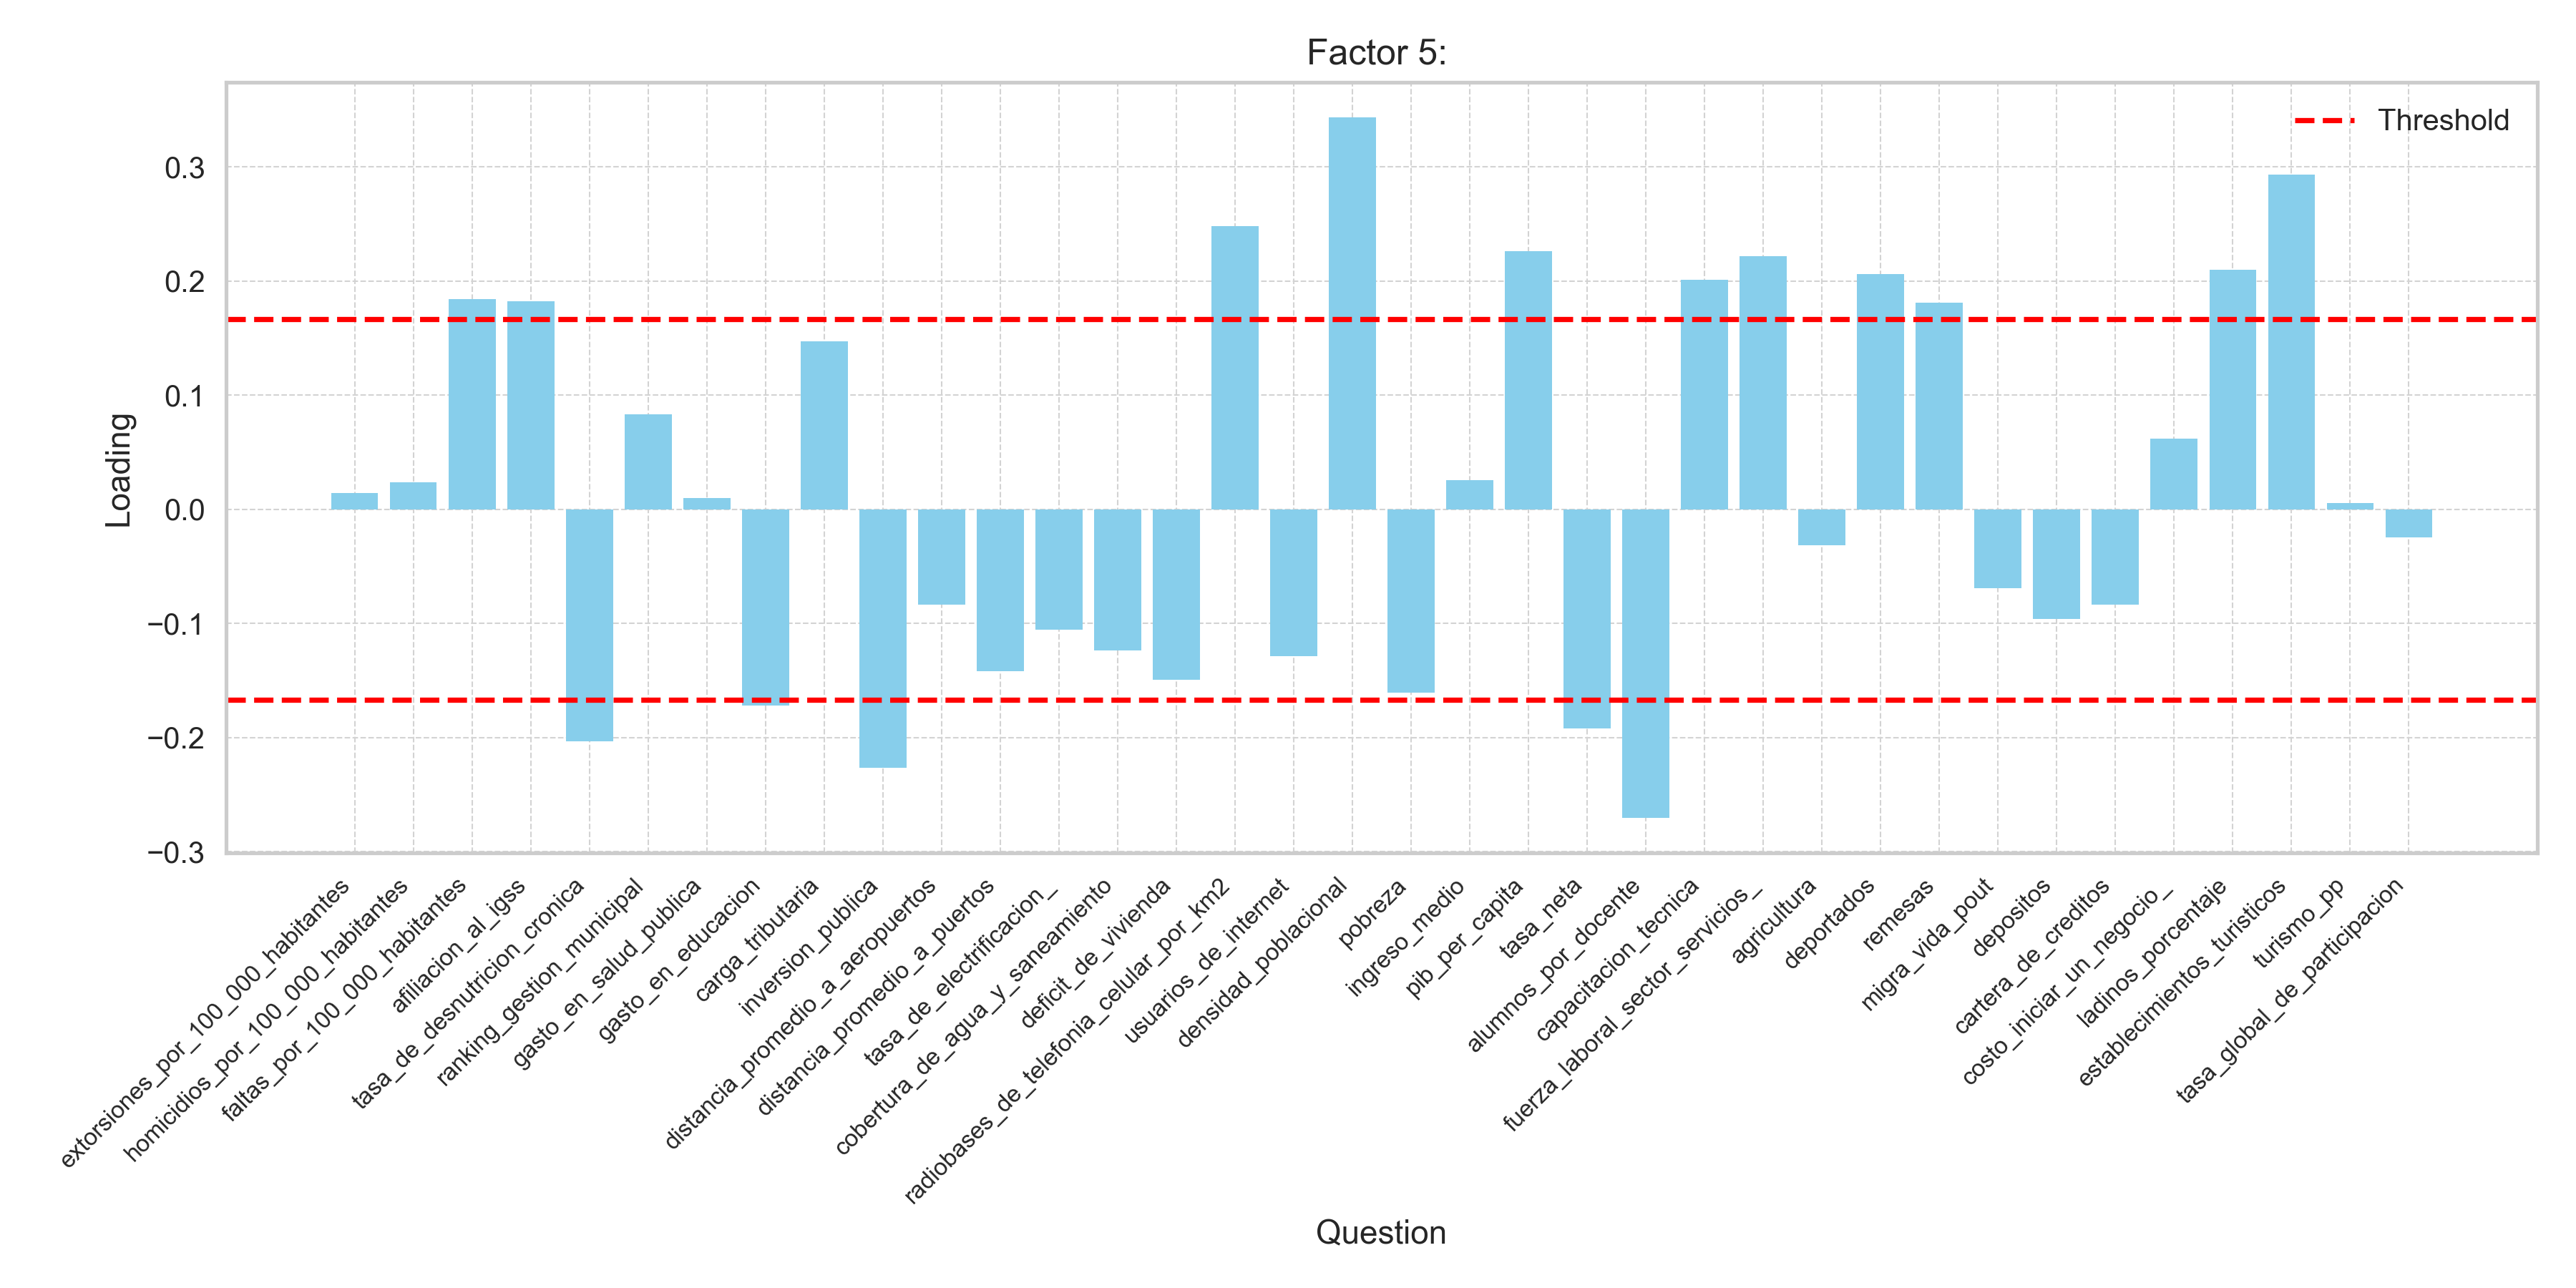 Factor 5:
Threshold
Loading
0.3
0.2
0.1
0.0
−0.1
−0.2
−0.3
extorsiones_por_100_000_habitantes
homicidios_por_100_000_habitantes
faltas_por_100_000_habitantes
afiliacion_al_igss
tasa_de_desnutricion_cronica
ranking_gestion_municipal
gasto_en_salud_publica
gasto_en_educacion
carga_tributaria
inversion_publica
distancia_promedio_a_aeropuertos
distancia_promedio_a_puertos
tasa_de_electrificacion_
cobertura_de_agua_y_saneamiento
deficit_de_vivienda
radiobases_de_telefonia_celular_por_km2
usuarios_de_internet
densidad_poblacional
pobreza
ingreso_medio
pib_per_capita
tasa_neta
alumnos_por_docente
capacitacion_tecnica
fuerza_laboral_sector_servicios_
agricultura
deportados
remesas
migra_vida_pout
depositos
cartera_de_creditos
costo_iniciar_un_negocio_
ladinos_porcentaje
establecimientos_turisticos
turismo_pp
tasa_global_de_participacion
Question